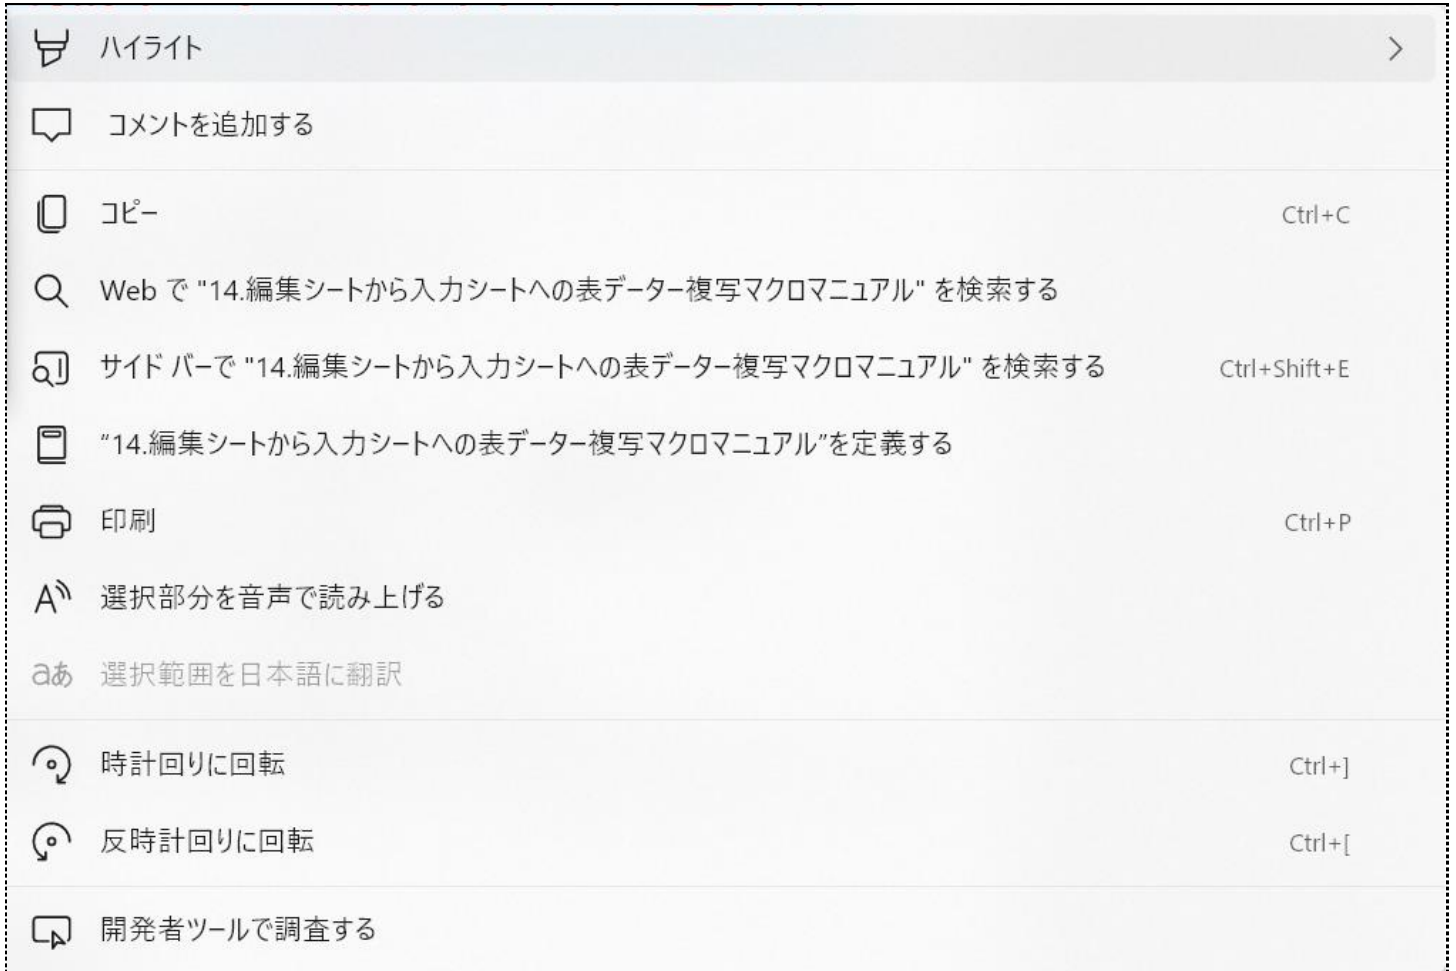 ハイライト
コメントを追加する
コピー Ctrl+C
Web で "14.編集シートから入力シートへの表データー複写マクロマニュアル" を検索する
サイド バーで "14.編集シートから入力シートへの表データー複写マクロマニュアル" を検索する Ctrl+Shift+E
“14.編集シートから入力シートへの表データー複写マクロマニュアル”を定義する
印刷 Ctrl+P
選択部分を音声で読み上げる
選択範囲を日本語に翻訳
時計回りに回転 Ctrl+]
反時計回りに回転 Ctrl+[
開発者ツールで調査する